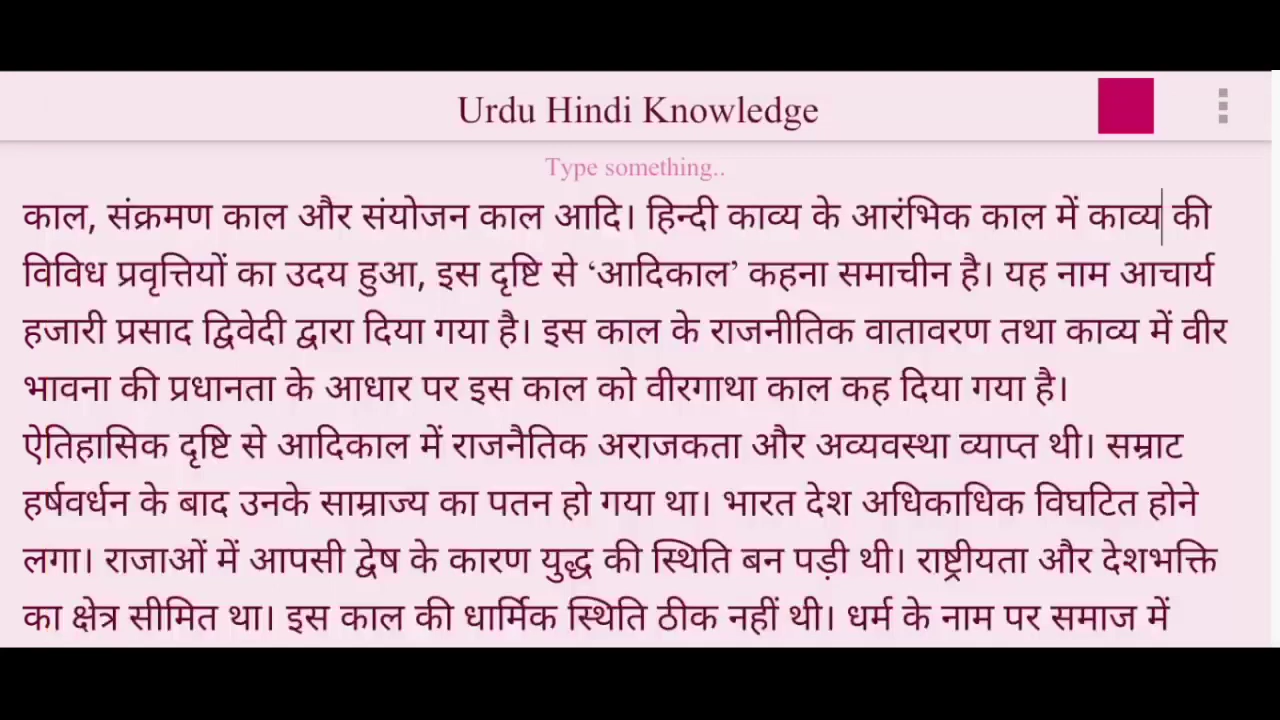 Urdu Hindi Knowledge
Type something..
काल, संक्रमण काल और संयोजन काल आदि। हिन्दी काव्य के आरंभिक काल में काव्य की
विविध प्रवृत्तियों का उदय हुआ, इस दृष्टि से ‘आदिकाल’ कहना समाचीन है। यह नाम आचार्य
हजारी प्रसाद द्विवेदी द्वारा दिया गया है। इस काल के राजनीतिक वातावरण तथा काव्य में वीर
भावना की प्रधानता के आधार पर इस काल को वीरगाथा काल कह दिया गया है।
ऐतिहासिक दृष्टि से आदिकाल में राजनैतिक अराजकता और अव्यवस्था व्याप्त थी। सम्राट
हर्षवर्धन के बाद उनके साम्राज्य का पतन हो गया था। भारत देश अधिकाधिक विघटित होने
लगा। राजाओं में आपसी द्वेष के कारण युद्ध की स्थिति बन पड़ी थी। राष्ट्रीयता और देशभक्ति
का क्षेत्र सीमित था। इस काल की धार्मिक स्थिति ठीक नहीं थी। धर्म के नाम पर समाज में